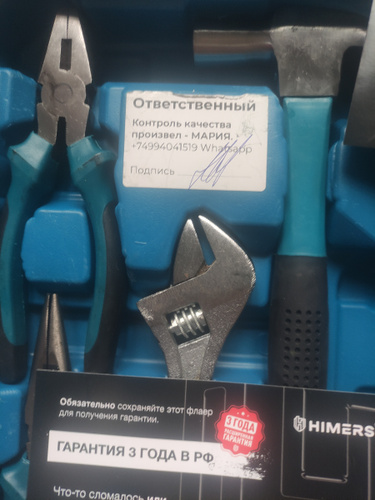 Ответственный
Контроль качества
произвел - МАРИЯ.
+74994041519 Whatsapp
Подпись
Обязательно сохраняйте этот флаер
для получения гарантии.
3 ГОДА
ГАРАНТИЯ
HIMERS
ГАРАНТИЯ 3 ГОДА В РФ
Что-то сломалось или